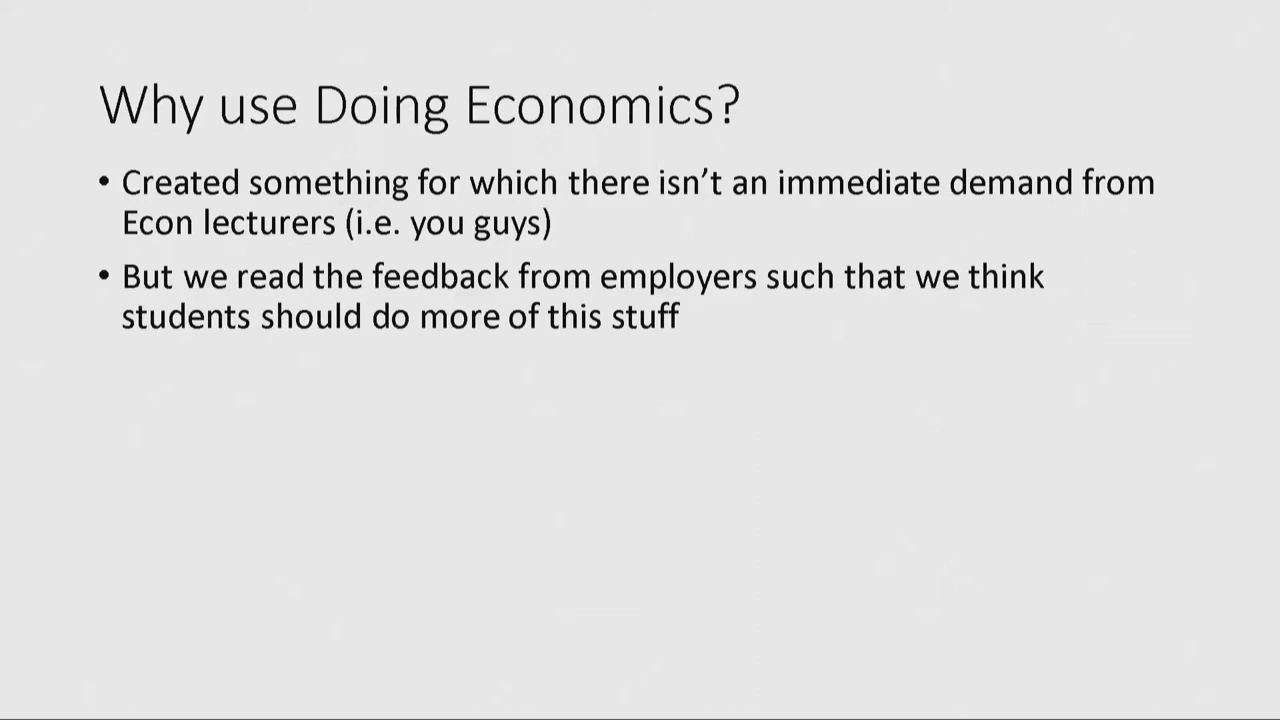 Why use Doing Economics?
• Created something for which there isn't an immediate demand from
Econ lecturers (i.e. you guys)
• But we read the feedback from employers such that we think
students should do more of this stuff